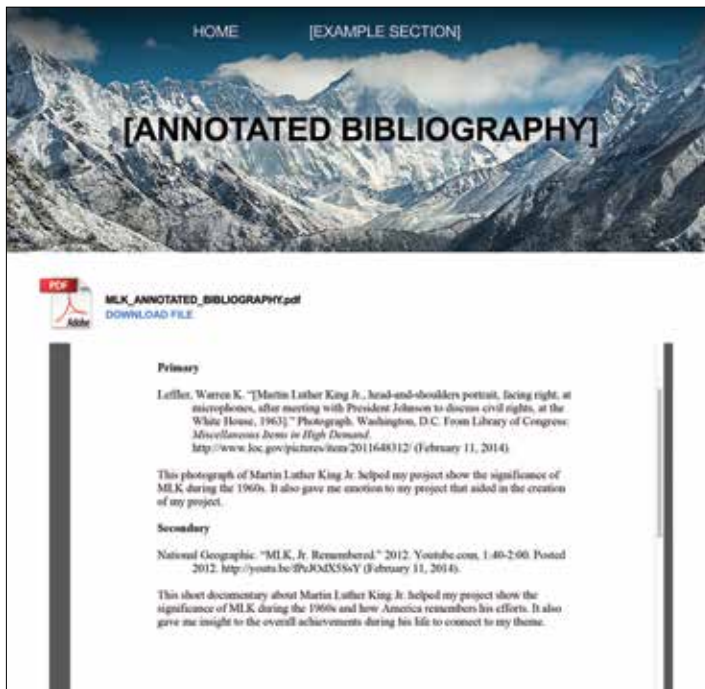 HOME [EXAMPLE SECTION]
[ANNOTATED BIBLIOGRAPHY]
PDF
Adobe
MLK_ANNOTATED_BIBLIOGRAPHY.pdf
DOWNLOAD FILE
Primary
Leffler, Warren K. “[Martin Luther King Jr., head-and-shoulders portrait, facing right, at
microphones, after meeting with President Johnson to discuss civil rights, at the
White House, 1963].” Photograph. Washington, D.C. From Library of Congress:
Miscellaneous Items in High Demand.
http://www.loc.gov/pictures/item/2011648312/ (February 11, 2014).
This photograph of Martin Luther King Jr. helped my project show the significance of
MLK during the 1960s. It also gave me emotion to my project that aided in the creation
of my project.
Secondary
National Geographic. “MLK, Jr. Remembered.” 2012. Youtube.com, 1:40-2:00. Posted
2012. (February 11, 2014).
This short documentary about Martin Luther King Jr. helped my project show the
significance of MLK during the 1960s and how America remembers his efforts. It also
gave me insight to the overall achievements during his life to connect to my theme.